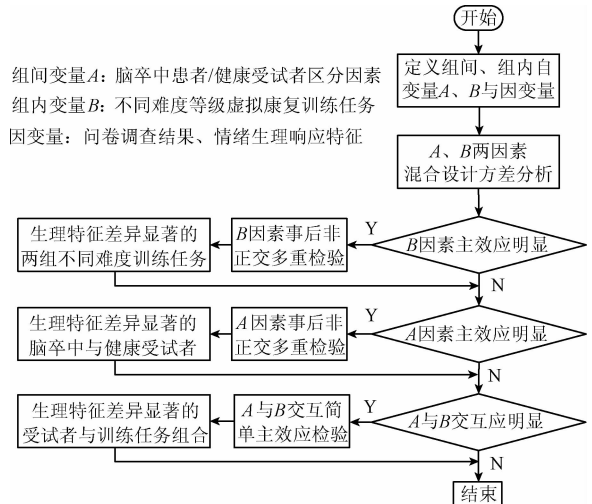 开始
组间变量A：脑卒中患者/健康受试者区分因素
组内变量B：不同难度等级虚拟康复训练任务
因变量：问卷调查结果、情绪生理响应特征
定义组间、组内自
变量A、B与因变量
A、B两因素
混合设计方差分析
B因素主效应明显
Y
B因素事后非
正交多重检验
生理特征差异显著的
两组不同难度训练任务
N
A因素主效应明显
Y
A因素事后非
正交多重检验
生理特征差异显著的
脑卒中与健康受试者
N
A与B交互应明显
Y
A与B交互简
单主效应检验
生理特征差异显著的
受试者与训练任务组合
N
结束